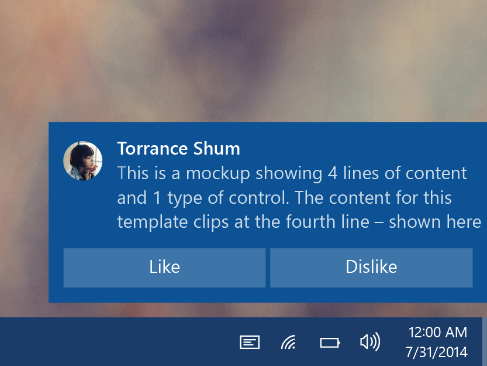 Torrance Shum
This is a mockup showing 4 lines of content
and 1 type of control. The content for this
template clips at the fourth line – shown here
Like
Dislike
12:00 AM
7/31/2014